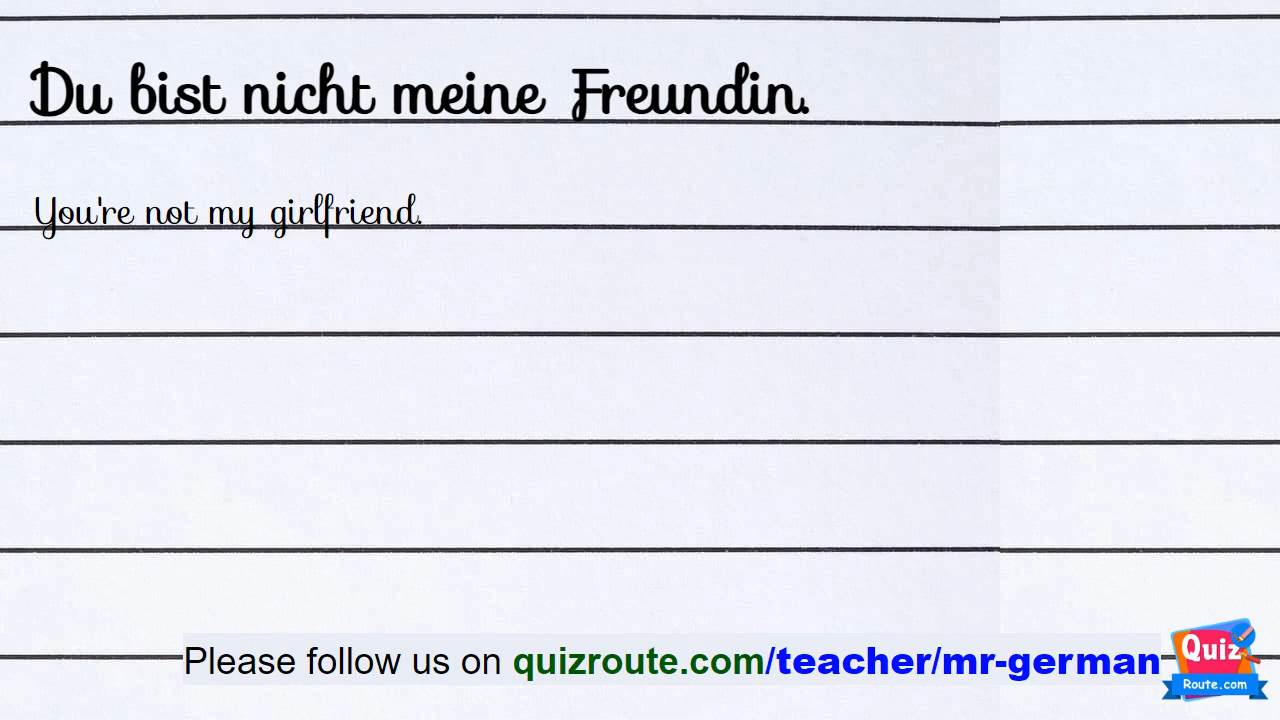 Du bist nicht meine Freundin.
You're not my girlfriend.
Please follow us on quizroute.com/teacher/mr-german
Quiz
Route.com